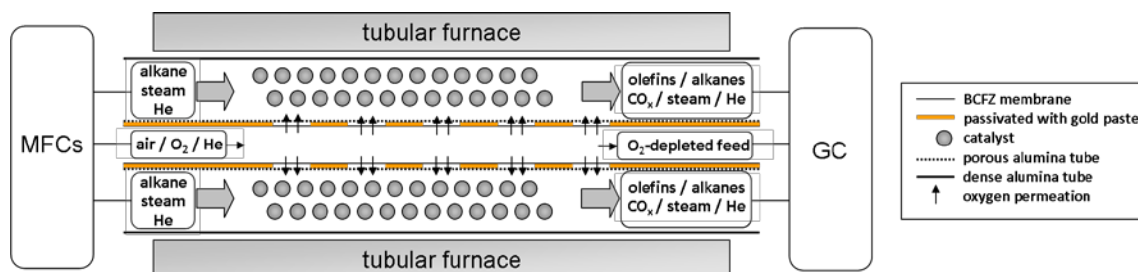 tubular furnace
MFCs
alkane
steam
He
olefins / alkanes
COₓ / steam / He
air / O₂ / He
O₂-depleted feed
alkane
steam
He
olefins / alkanes
COₓ / steam / He
GC
tubular furnace
BCFZ membrane
passivated with gold paste
catalyst
porous alumina tube
dense alumina tube
oxygen permeation